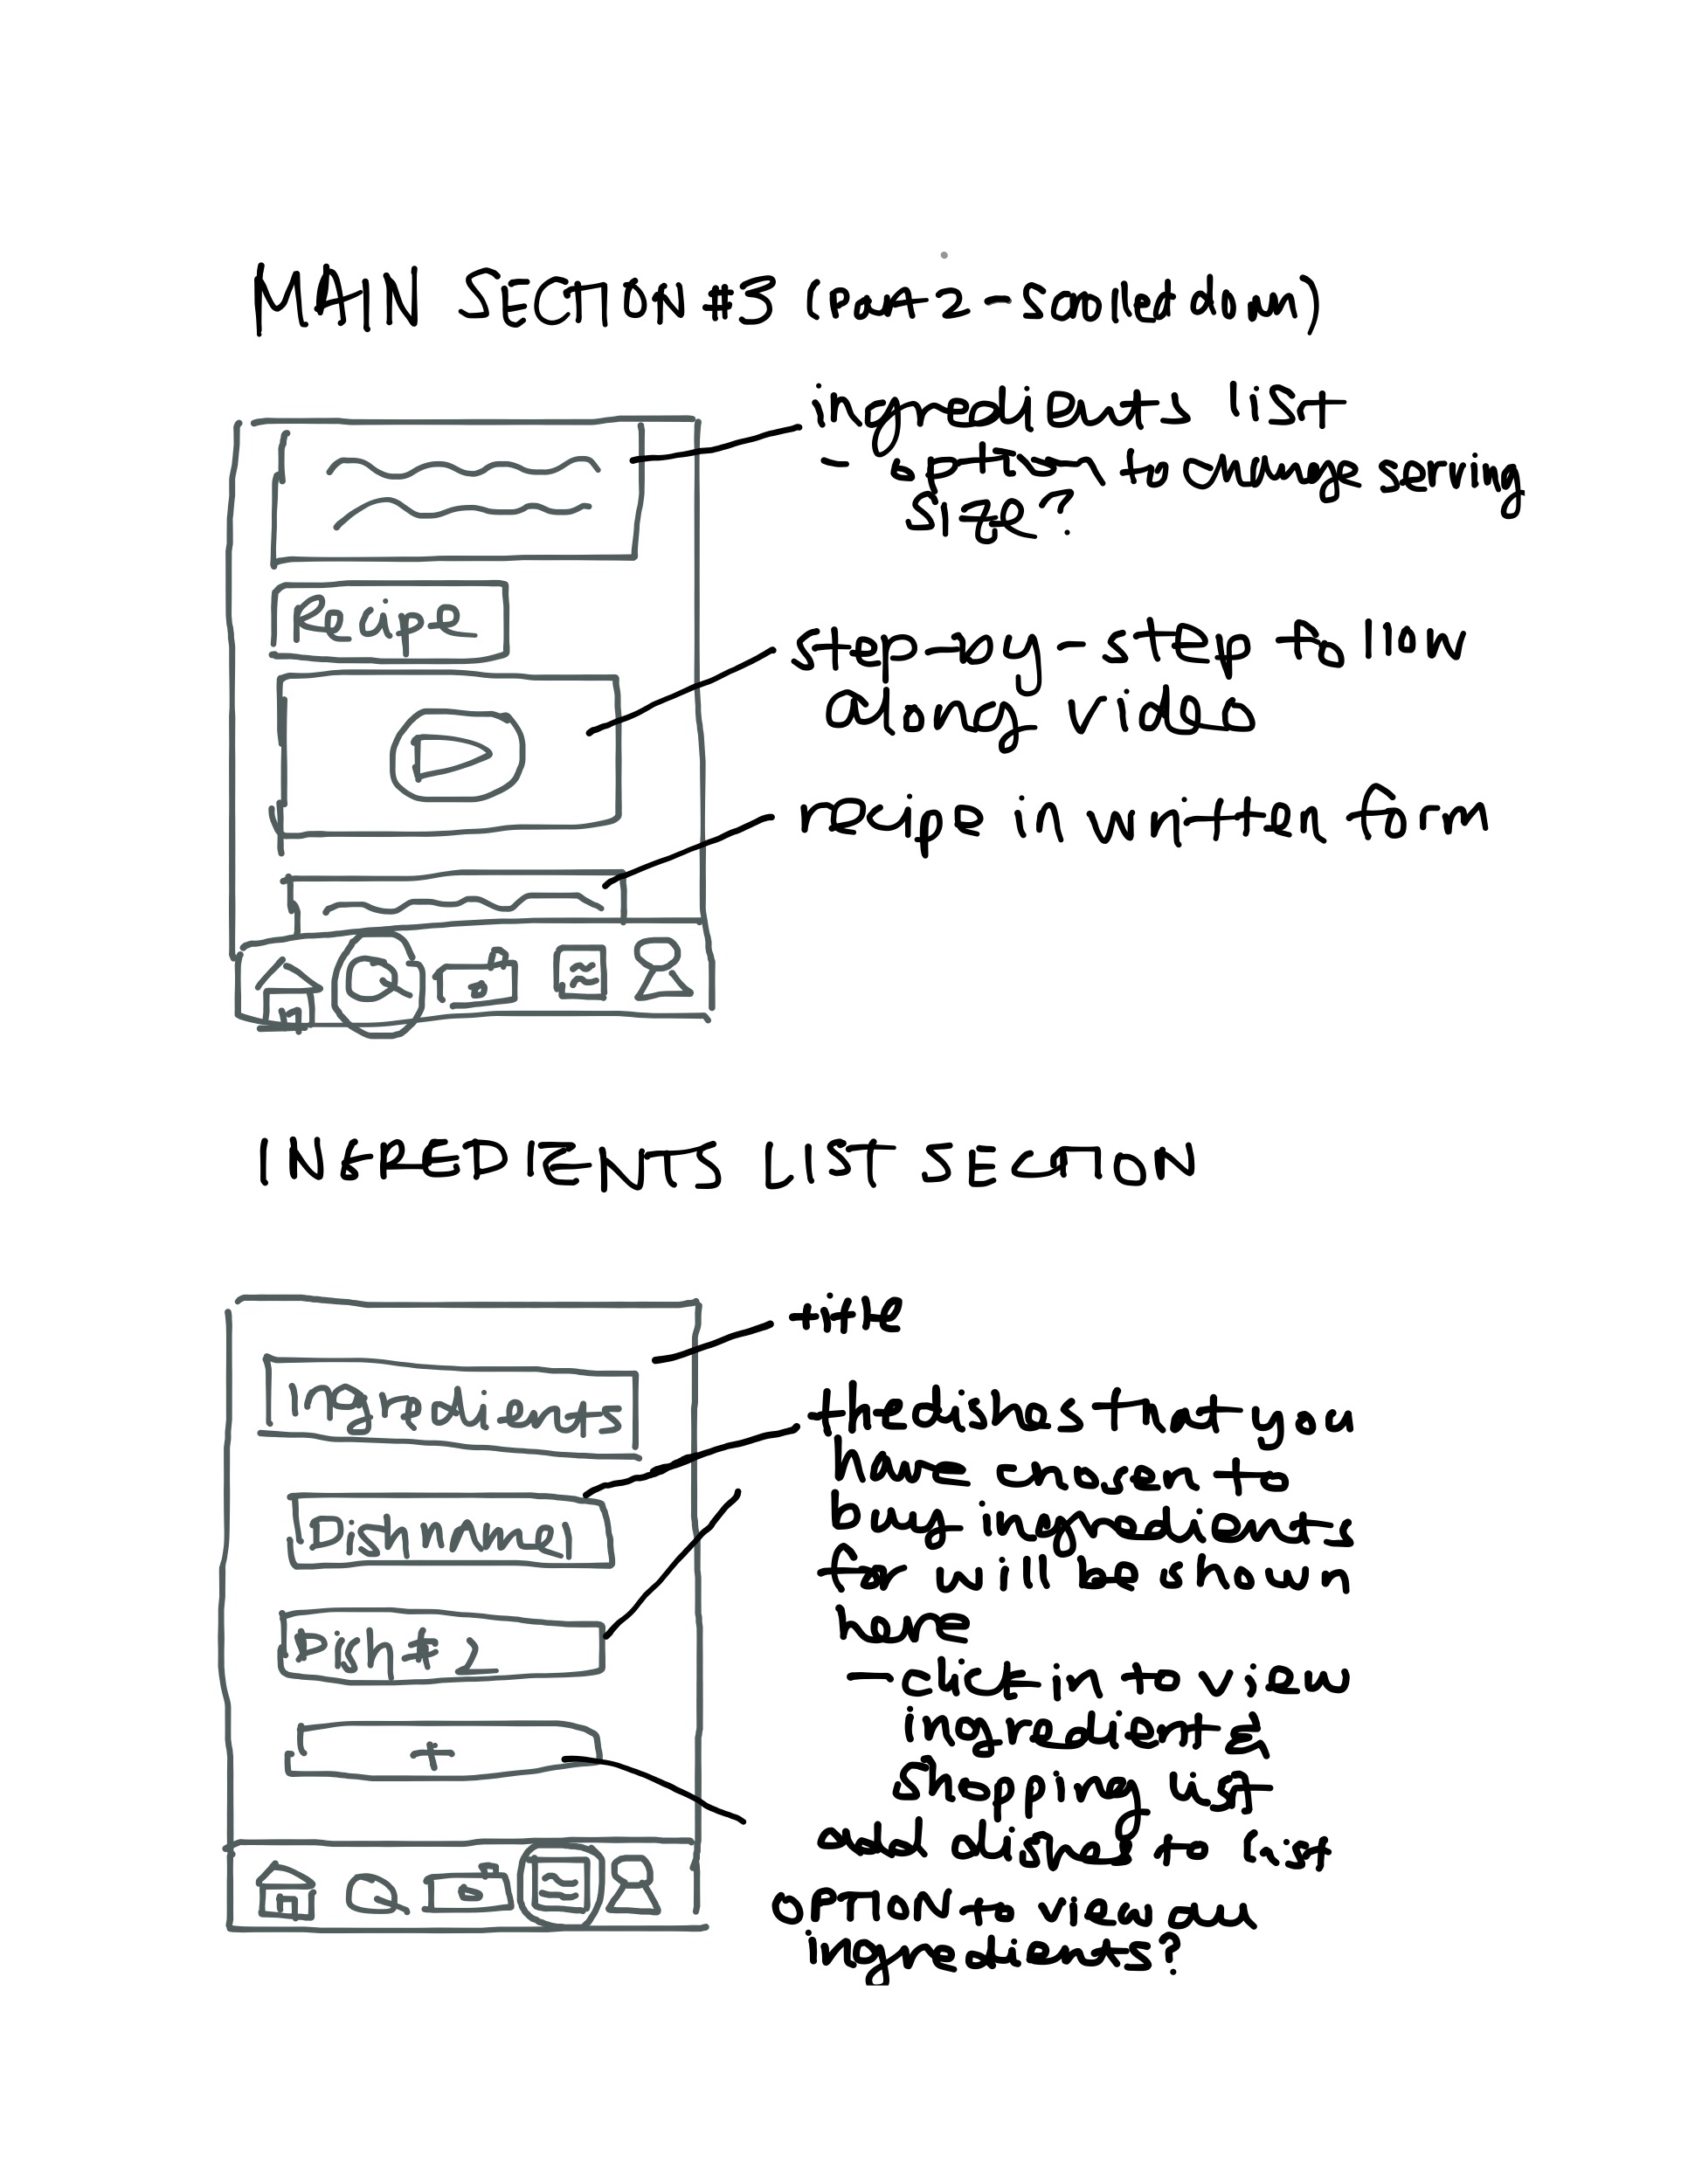 MAIN SECTION #3 (part 2 - scrolled down)
ingredients list
- option to change serving
size?
Recipe
step-by-step follow
along video
recipe in written form
INGREDIENTS LIST SECTION
title
Ingredients
the dishes that you
have chosen to
buy ingredients
for will be shown
here
Dish name 1
Dish #2
- click in to view
ingredient &
shopping list
+
add dishes to list
OPTION to view all
ingredients?